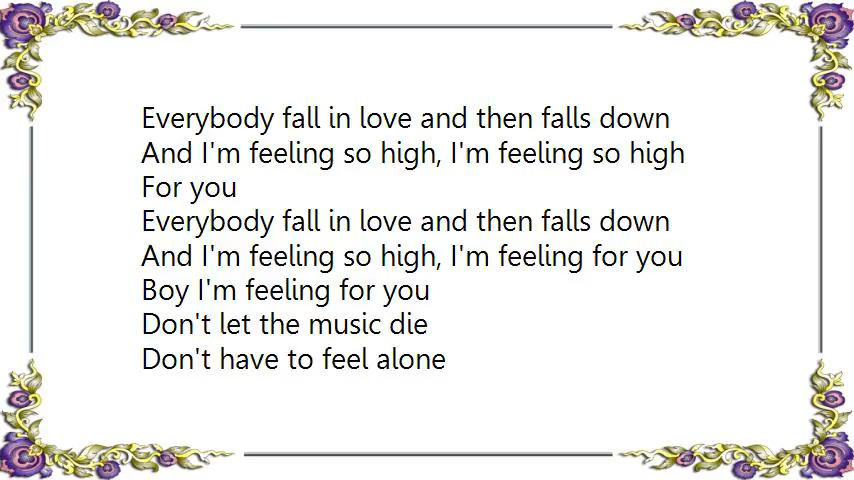 Everybody fall in love and then falls down
And I'm feeling so high, I'm feeling so high
For you
Everybody fall in love and then falls down
And I'm feeling so high, I'm feeling for you
Boy I'm feeling for you
Don't let the music die
Don't have to feel alone